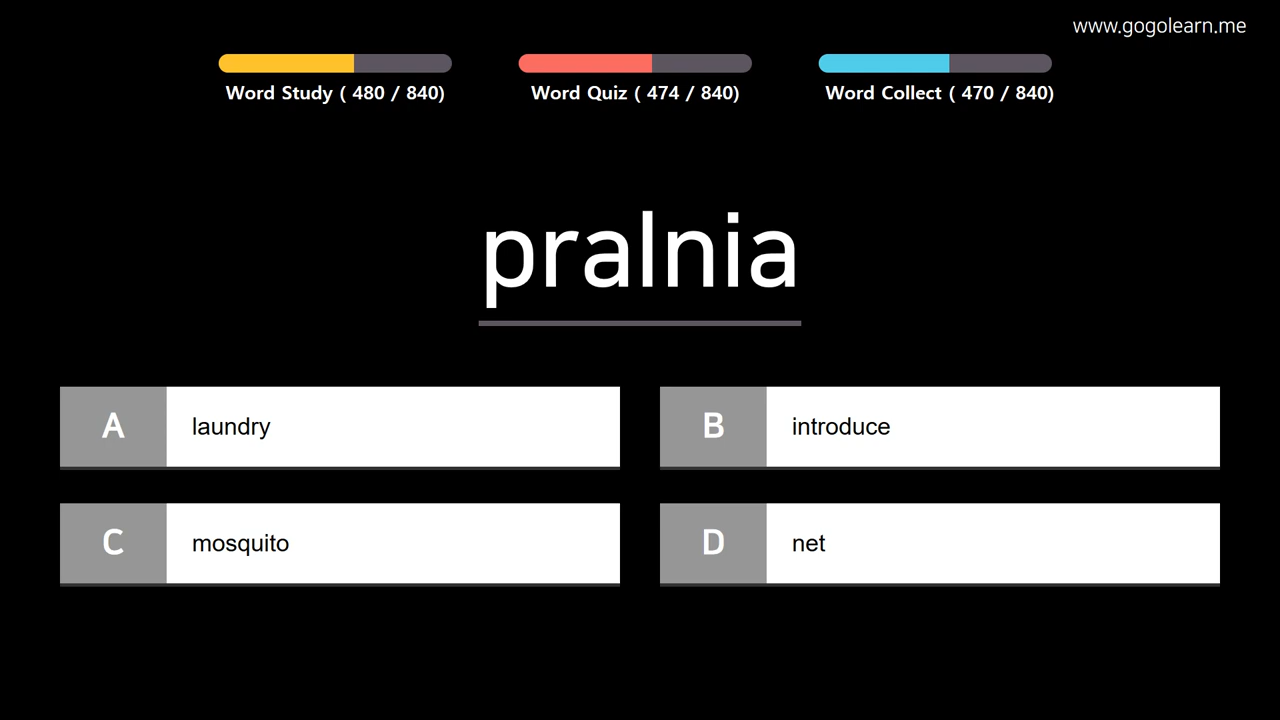 www.gogolearn.me
Word Study ( 480 / 840)
Word Quiz ( 474 / 840)
Word Collect ( 470 / 840)
pralnia
A laundry
B introduce
C mosquito
D net